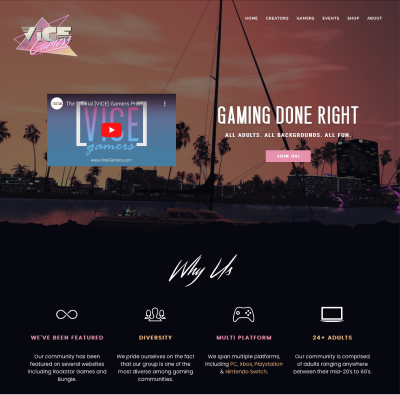 HOME CREATORS GAMERS EVENTS SHOP ABOUT
VICE
Gamers
The Official [VICE] Gamers Pro
[VICE]
gamers
www.ViceGamers.com
GAMING DONE RIGHT
ALL ADULTS. ALL BACKGROUNDS. ALL FUN.
JOIN US!
Why Us
WE'VE BEEN FEATURED
DIVERSITY
MULTI PLATFORM
24+ ADULTS
Our community has been
featured on several websites
including Rockstar Games and
Bungie.
We pride ourselves on the fact
that our group is one of the
most diverse among gaming
communities.
We span multiple platforms,
including PC, Xbox, Playstation
& Nintendo Switch.
Our community is comprised
of adults ranging anywhere
between their mid-20's to 60's.